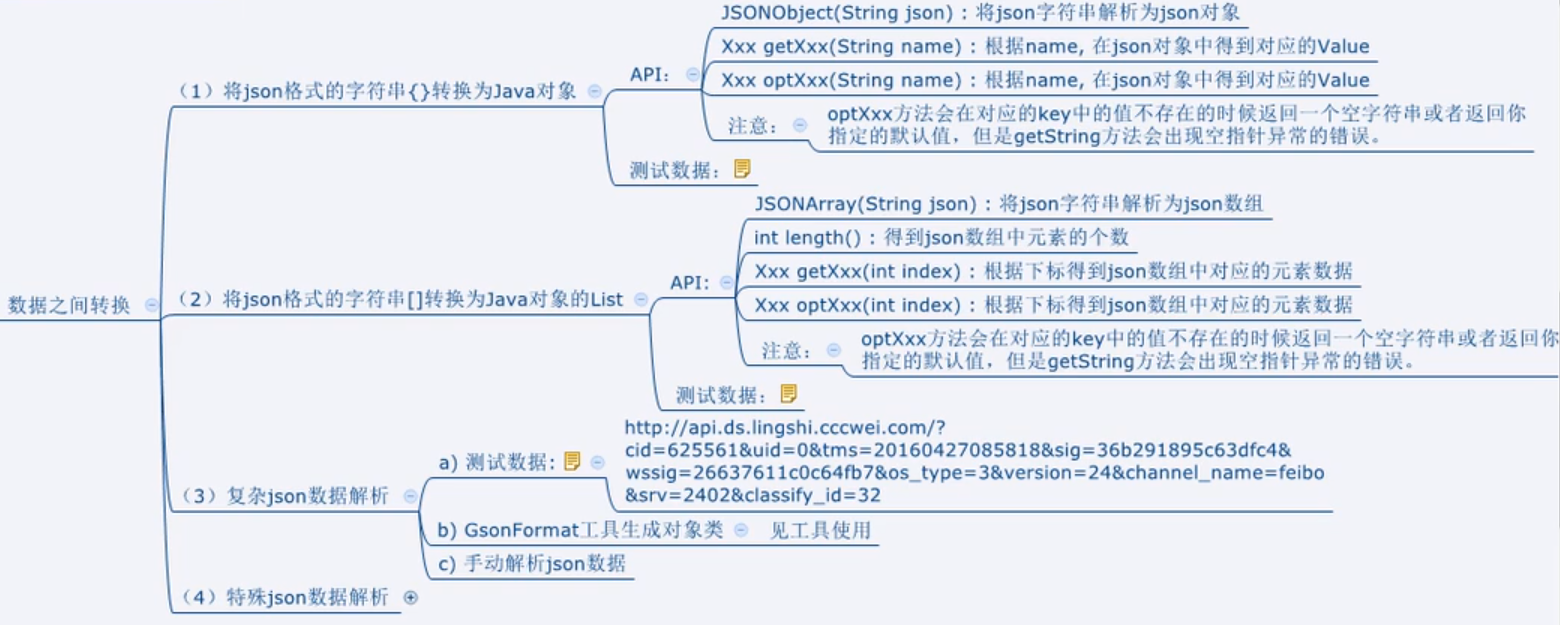 数据之间转换
（1）将json格式的字符串{}转换为Java对象
API：
JSONObject(String json)：将json字符串解析为json对象
Xxx getXxx(String name)：根据name, 在json对象中得到对应的Value
Xxx optXxx(String name)：根据name, 在json对象中得到对应的Value
注意：
optXxx方法会在对应的key中的值不存在的时候返回一个空字符串或者返回你
指定的默认值，但是getString方法会出现空指针异常的错误。
测试数据：
（2）将json格式的字符串[]转换为Java对象的List
API:
JSONArray(String json)：将json字符串解析为json数组
int length()：得到json数组中元素的个数
Xxx getXxx(int index)：根据下标得到json数组中对应的元素数据
Xxx optXxx(int index)：根据下标得到json数组中对应的元素数据
注意：
optXxx方法会在对应的key中的值不存在的时候返回一个空字符串或者返回你
指定的默认值，但是getString方法会出现空指针异常的错误。
测试数据：
（3）复杂json数据解析
a) 测试数据:
http://api.ds.lingshi.cccwei.com/?
cid=625561&uid=0&tms=20160427085818&sig=36b291895c63dfc4&
wssig=26637611c0c64fb7&os_type=3&version=24&channel_name=feibo
&srv=2402&classify_id=32
b) GsonFormat工具生成对象类
见工具使用
c) 手动解析json数据
（4）特殊json数据解析